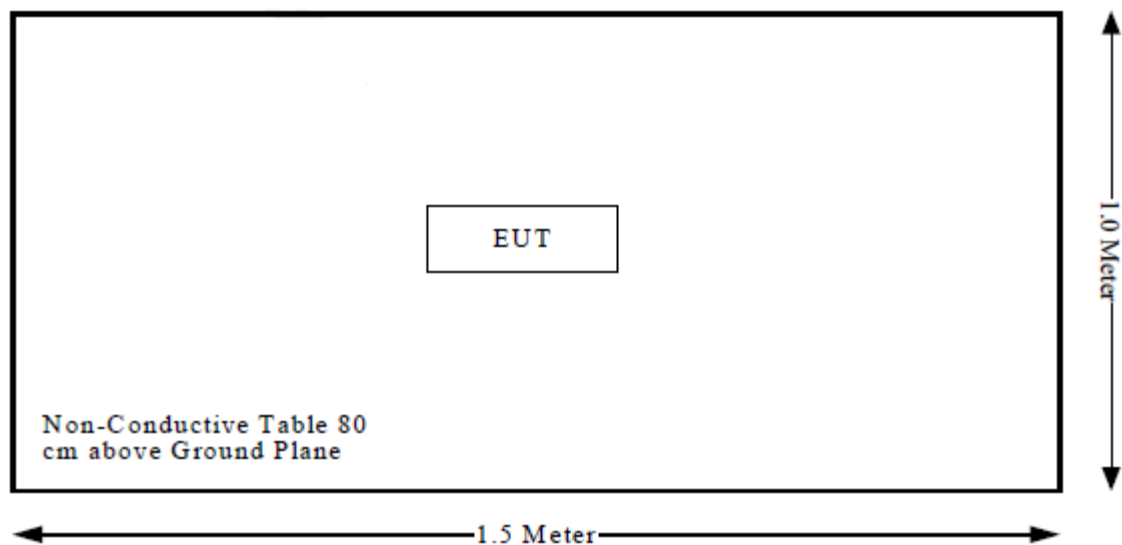 EUT
1.0 Meter
Non-Conductive Table 80
cm above Ground Plane
1.5 Meter